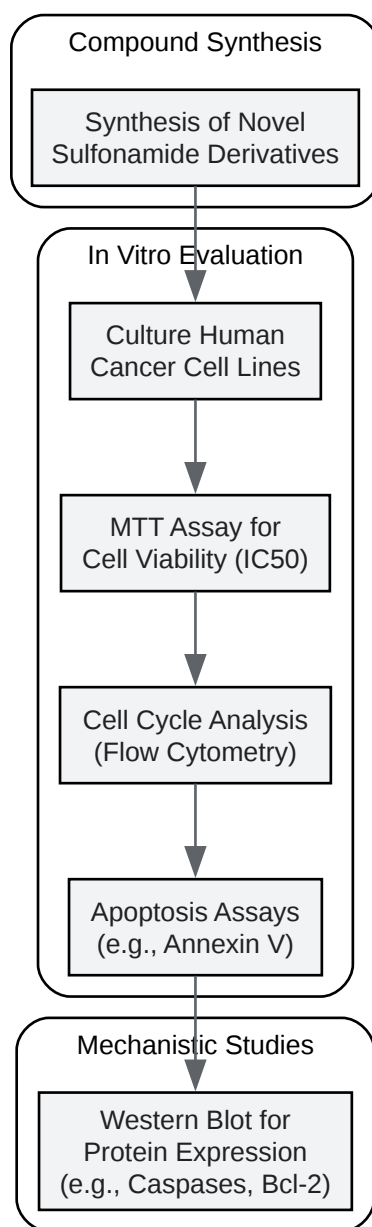 Compound Synthesis
Synthesis of Novel
Sulfonamide Derivatives
In Vitro Evaluation
Culture Human
Cancer Cell Lines
MTT Assay for
Cell Viability (IC50)
Cell Cycle Analysis
(Flow Cytometry)
Apoptosis Assays
(e.g., Annexin V)
Mechanistic Studies
Western Blot for
Protein Expression
(e.g., Caspases, Bcl-2)